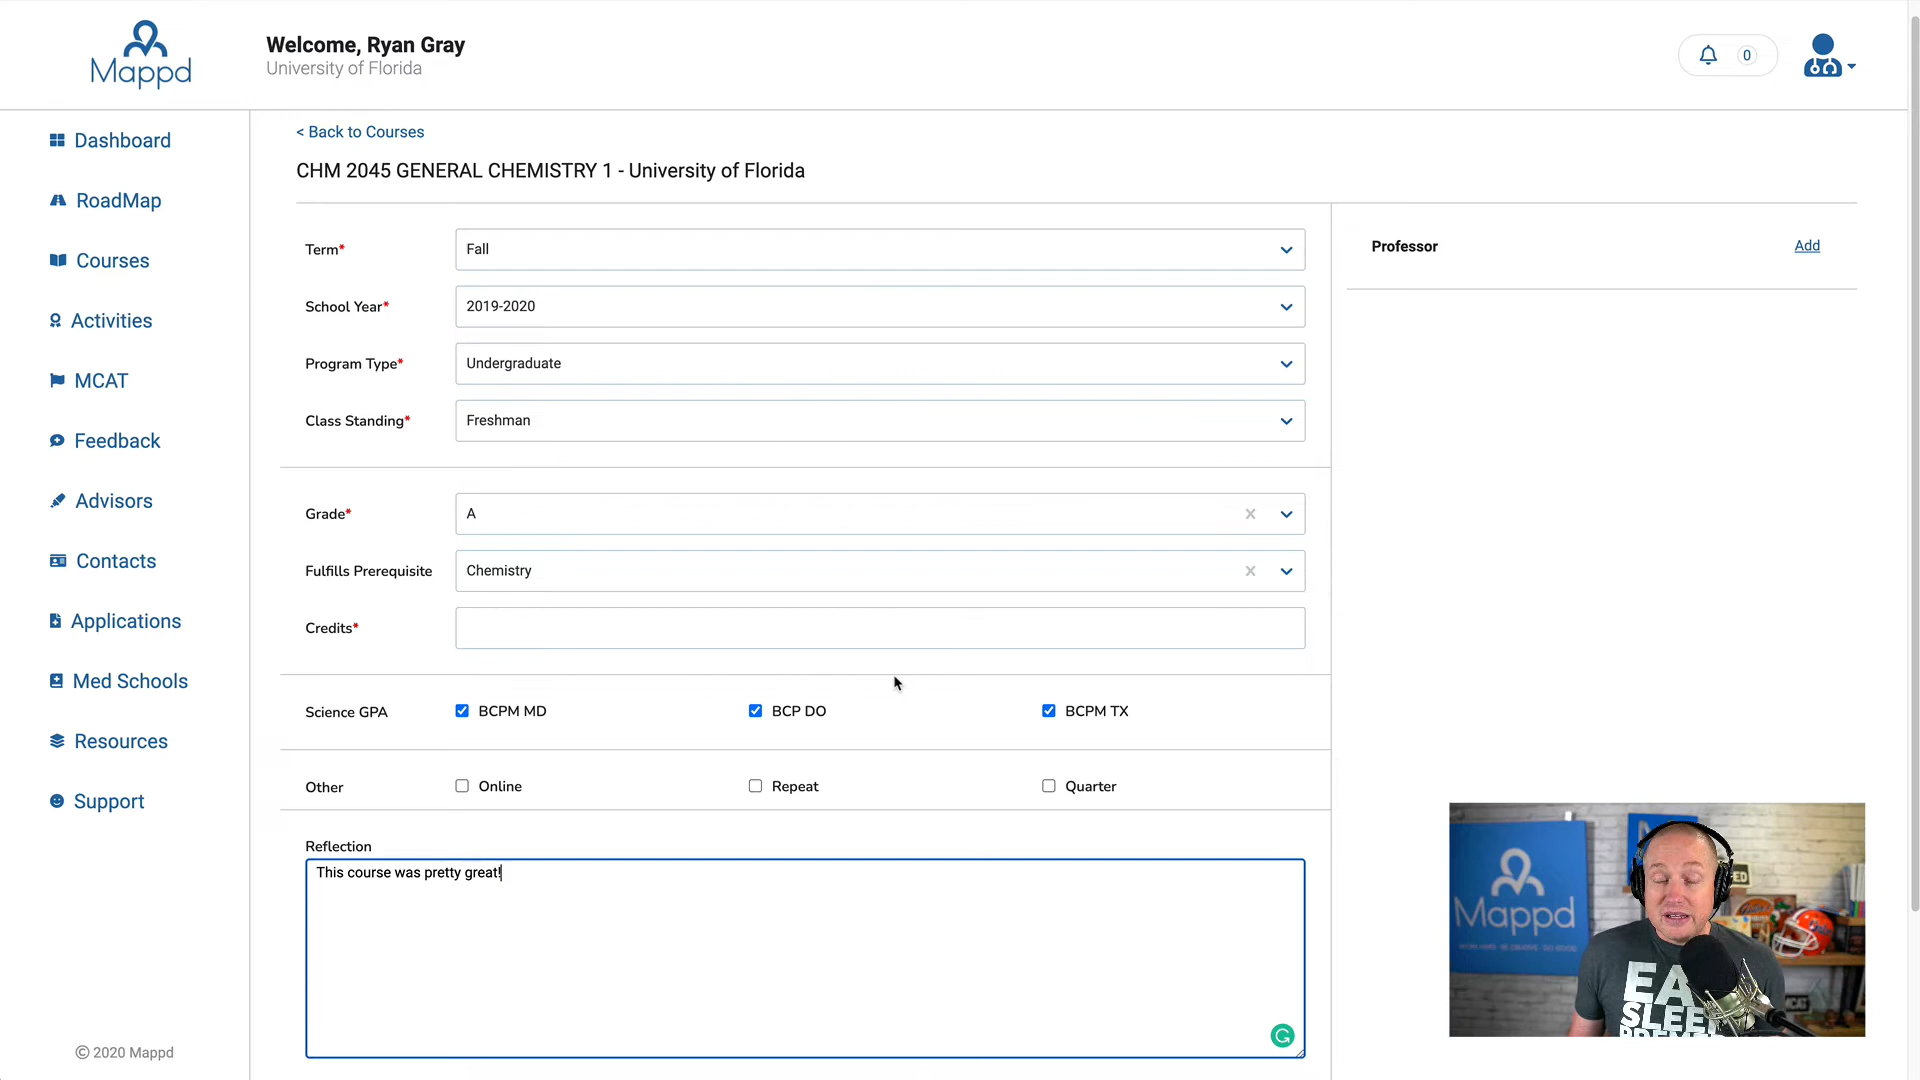 Mappd
Welcome, Ryan Gray
University of Florida
0
Dashboard
RoadMap
Courses
Activities
MCAT
Feedback
Advisors
Contacts
Applications
Med Schools
Resources
Support
© 2020 Mappd
< Back to Courses
CHM 2045 GENERAL CHEMISTRY 1 - University of Florida
Term* Fall
School Year* 2019-2020
Program Type* Undergraduate
Class Standing* Freshman
Grade* A
Fulfills Prerequisite Chemistry
Credits*
Science GPA BCPM MD BCP DO BCPM TX
Other Online Repeat Quarter
Reflection
This course was pretty great!
Professor Add
Mappd
EA
SLEE